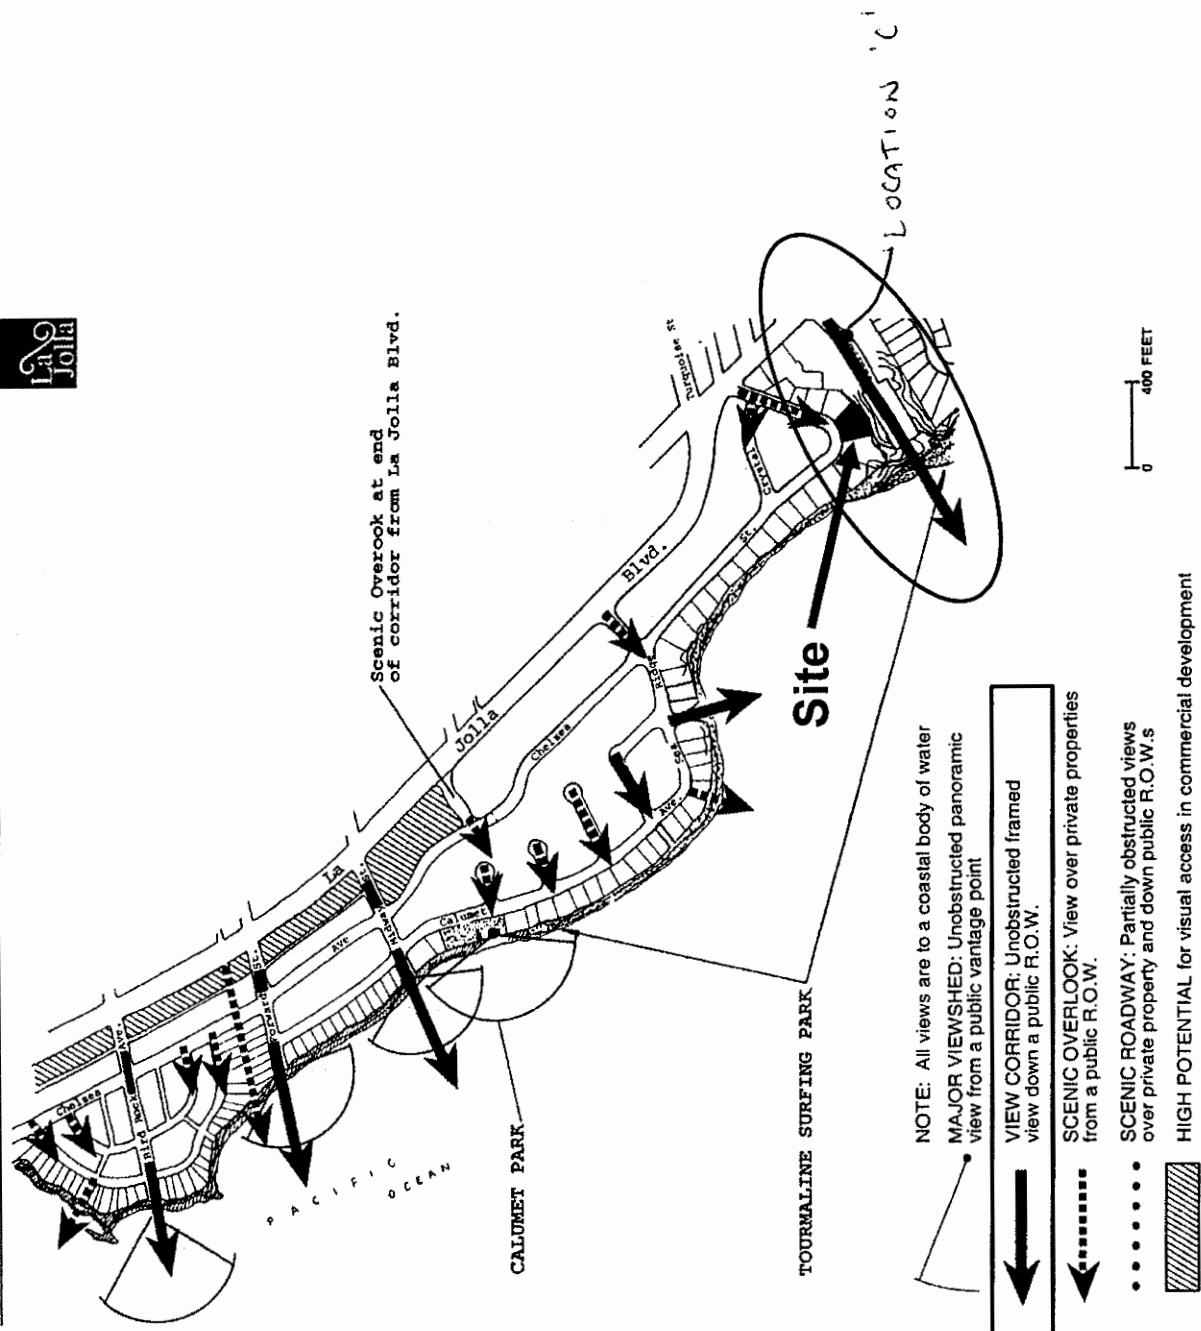 La
Jolla
Scenic Overook at end
of corridor from La Jolla Blvd.
LOCATION 'C'
Turquoise St
Crystal
St.
Blvd.
Jolla
La
Chelsea
Ridge
Sea
Ave.
Calumet
Midway
St.
Ave
Forward
St.
Bird Rock
Ave.
Chelsea
Site
PACIFIC
OCEAN
CALUMET PARK
TOURMALINE SURFING PARK
0 400 FEET
NOTE: All views are to a coastal body of water
MAJOR VIEWSHED: Unobstructed panoramic
view from a public vantage point
VIEW CORRIDOR: Unobstructed framed
view down a public R.O.W.
SCENIC OVERLOOK: View over private properties
from a public R.O.W.
SCENIC ROADWAY: Partially obstructed views
over private property and down public R.O.W.s
HIGH POTENTIAL for visual access in commercial development